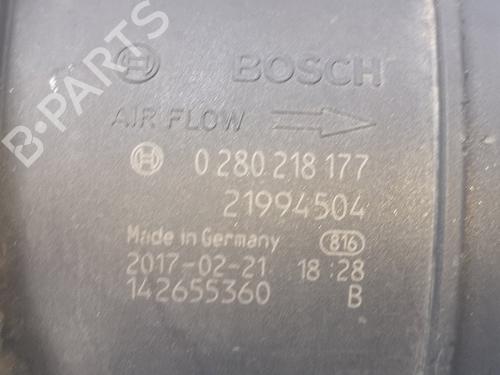 BOSCH
AIR FLOW
0 280 218 177
21994504
Made in Germany 816
2017-02-21 18:28
142655360 B
B-PARTS